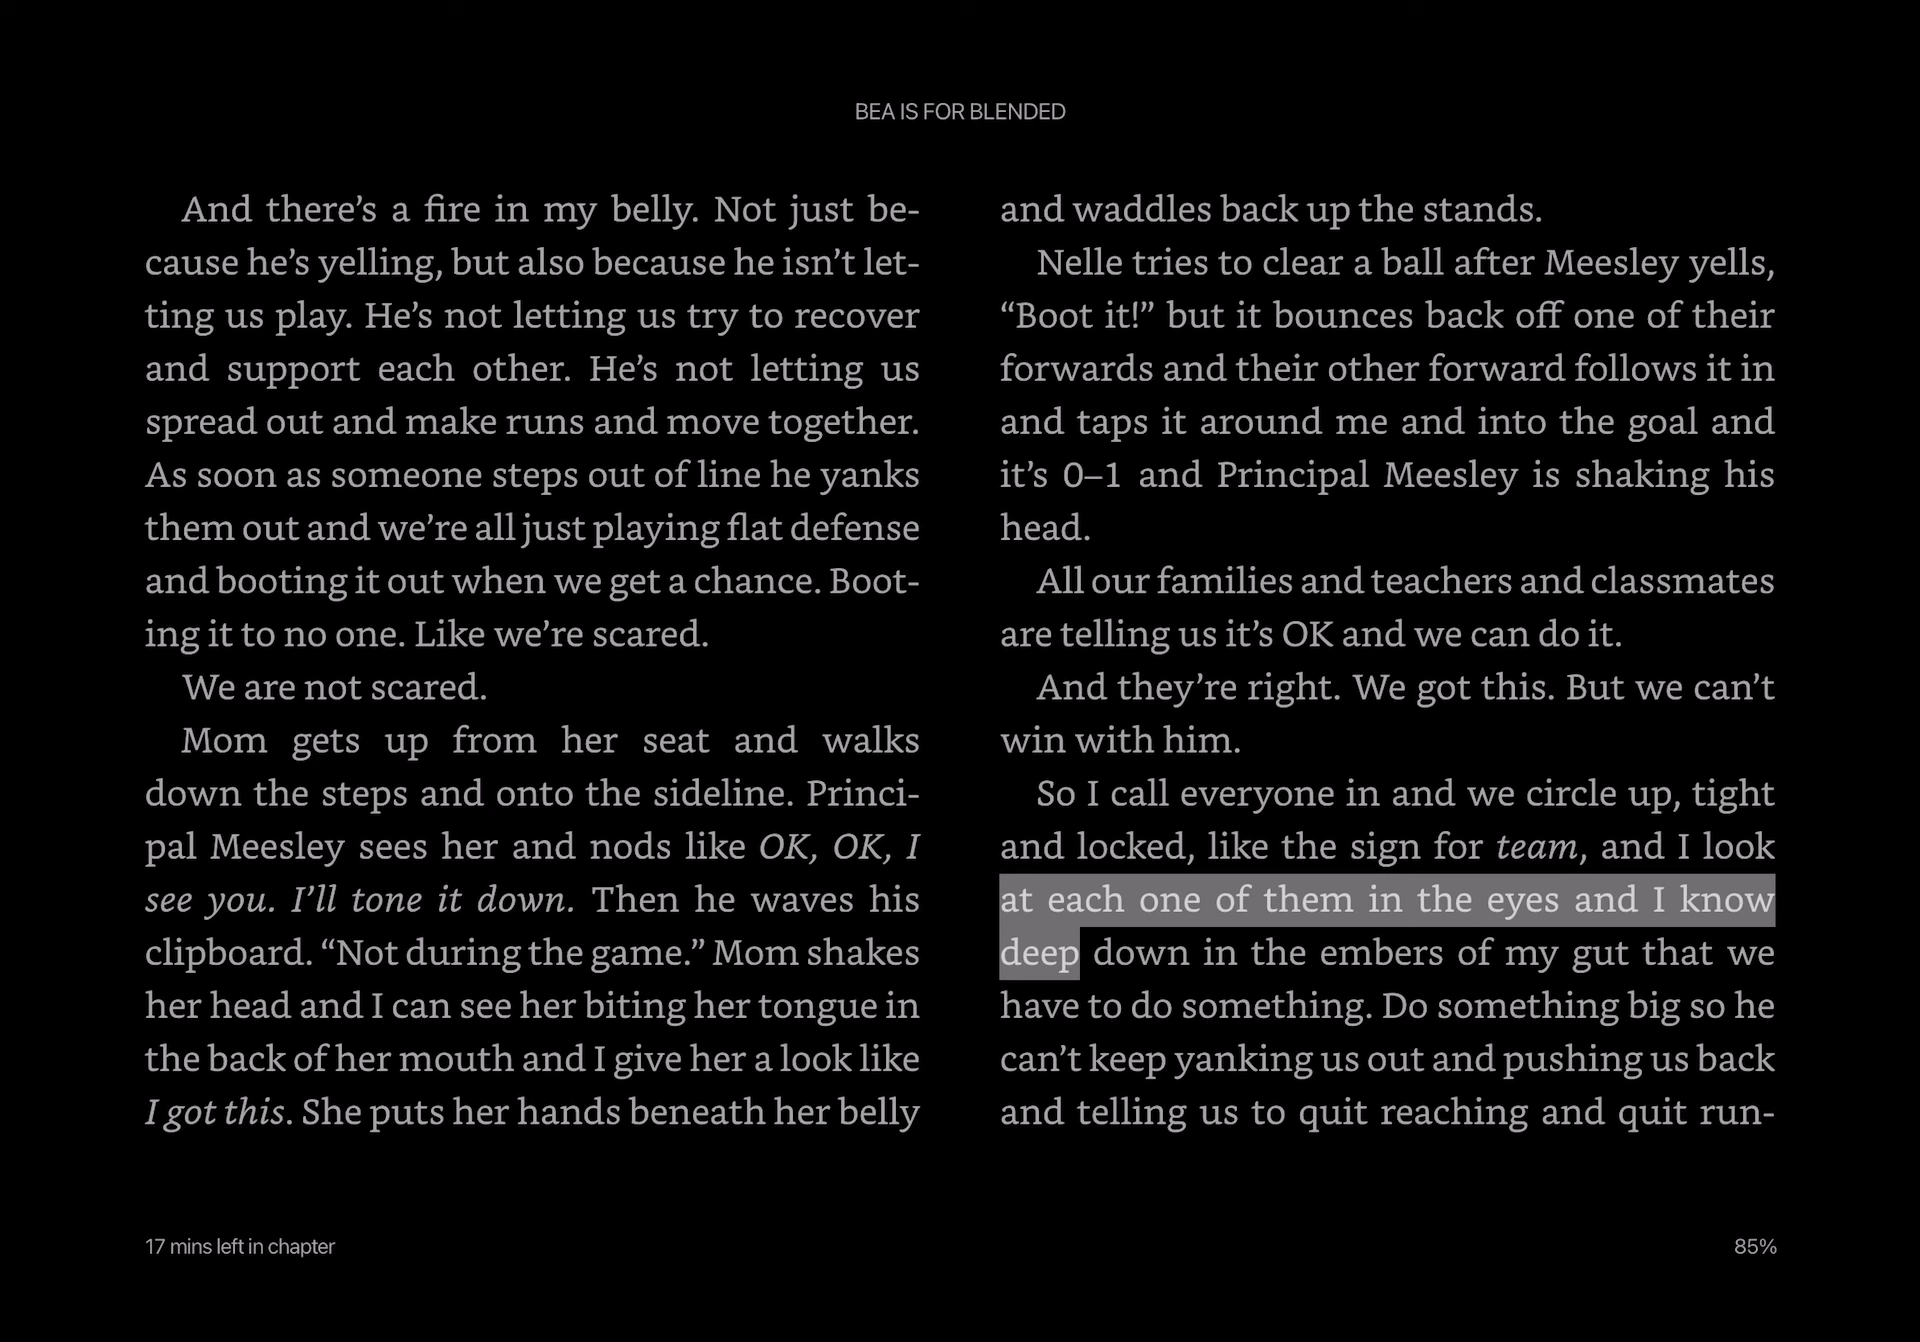 BEA IS FOR BLENDED
And there’s a fire in my belly. Not just be-
cause he’s yelling, but also because he isn’t let-
ting us play. He’s not letting us try to recover
and support each other. He’s not letting us
spread out and make runs and move together.
As soon as someone steps out of line he yanks
them out and we’re all just playing flat defense
and booting it out when we get a chance. Boot-
ing it to no one. Like we’re scared.
We are not scared.
Mom gets up from her seat and walks
down the steps and onto the sideline. Princi-
pal Meesley sees her and nods like OK, OK, I
see you. I’ll tone it down. Then he waves his
clipboard. “Not during the game.” Mom shakes
her head and I can see her biting her tongue in
the back of her mouth and I give her a look like
I got this. She puts her hands beneath her belly
and waddles back up the stands.
Nelle tries to clear a ball after Meesley yells,
“Boot it!” but it bounces back off one of their
forwards and their other forward follows it in
and taps it around me and into the goal and
it’s 0–1 and Principal Meesley is shaking his
head.
All our families and teachers and classmates
are telling us it’s OK and we can do it.
And they’re right. We got this. But we can’t
win with him.
So I call everyone in and we circle up, tight
and locked, like the sign for team, and I look
at each one of them in the eyes and I know
deep down in the embers of my gut that we
have to do something. Do something big so he
can’t keep yanking us out and pushing us back
and telling us to quit reaching and quit run-
17 mins left in chapter
85%